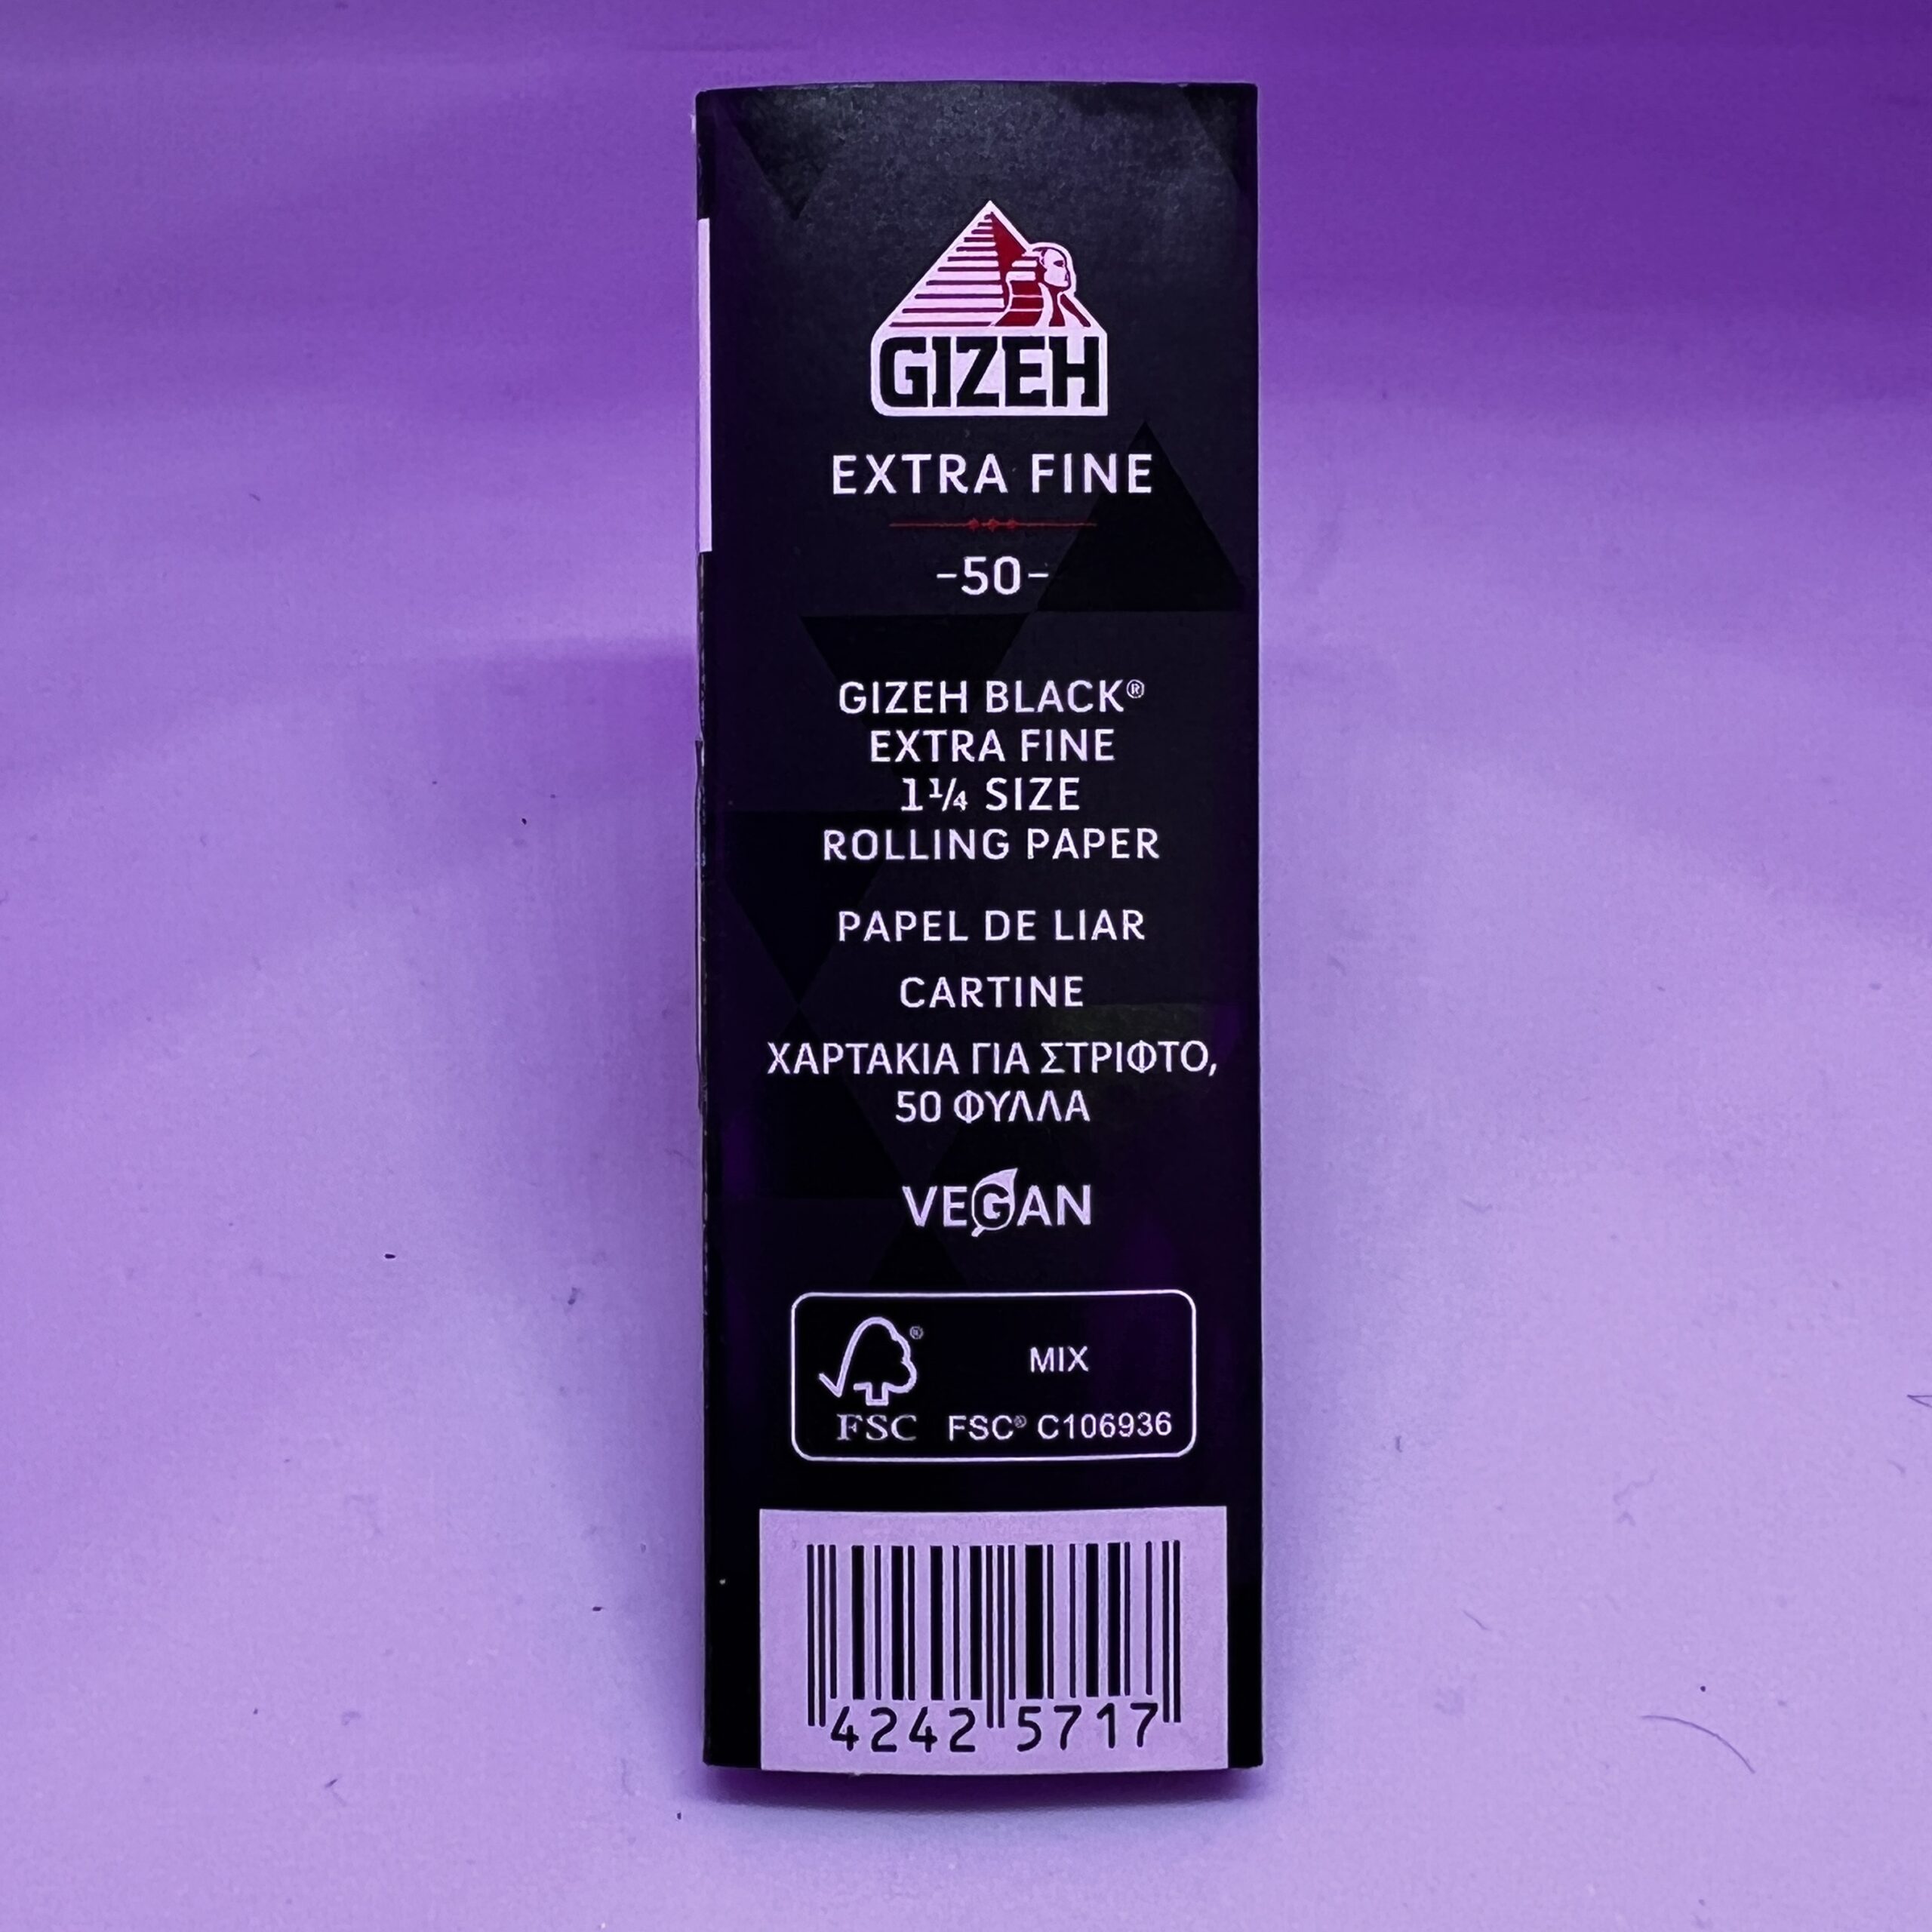 GIZEH
EXTRA FINE
-50-
GIZEH BLACK®
EXTRA FINE
1¼ SIZE
ROLLING PAPER
PAPEL DE LIAR
CARTINE
ΧΑΡΤΑΚΙΑ ΓΙΑ ΣΤΡΙΦΤΟ,
50 ΦΥΛΛΑ
VEGAN
MIX
FSC FSC® C106936
4242 5717